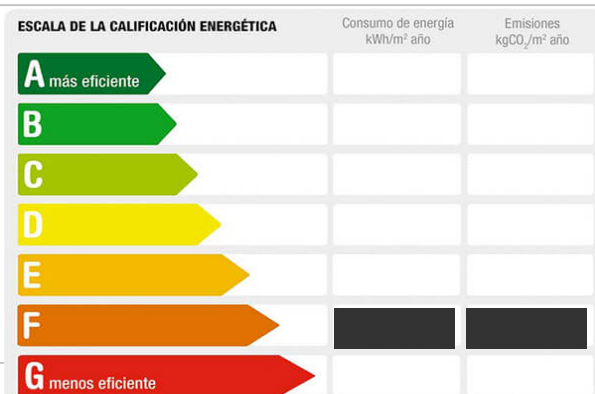 ESCALA DE LA CALIFICACIÓN ENERGÉTICA
Consumo de energía
kWh/m² año
Emisiones
kgCO₂/m² año
A más eficiente
B
C
D
E
F
G menos eficiente